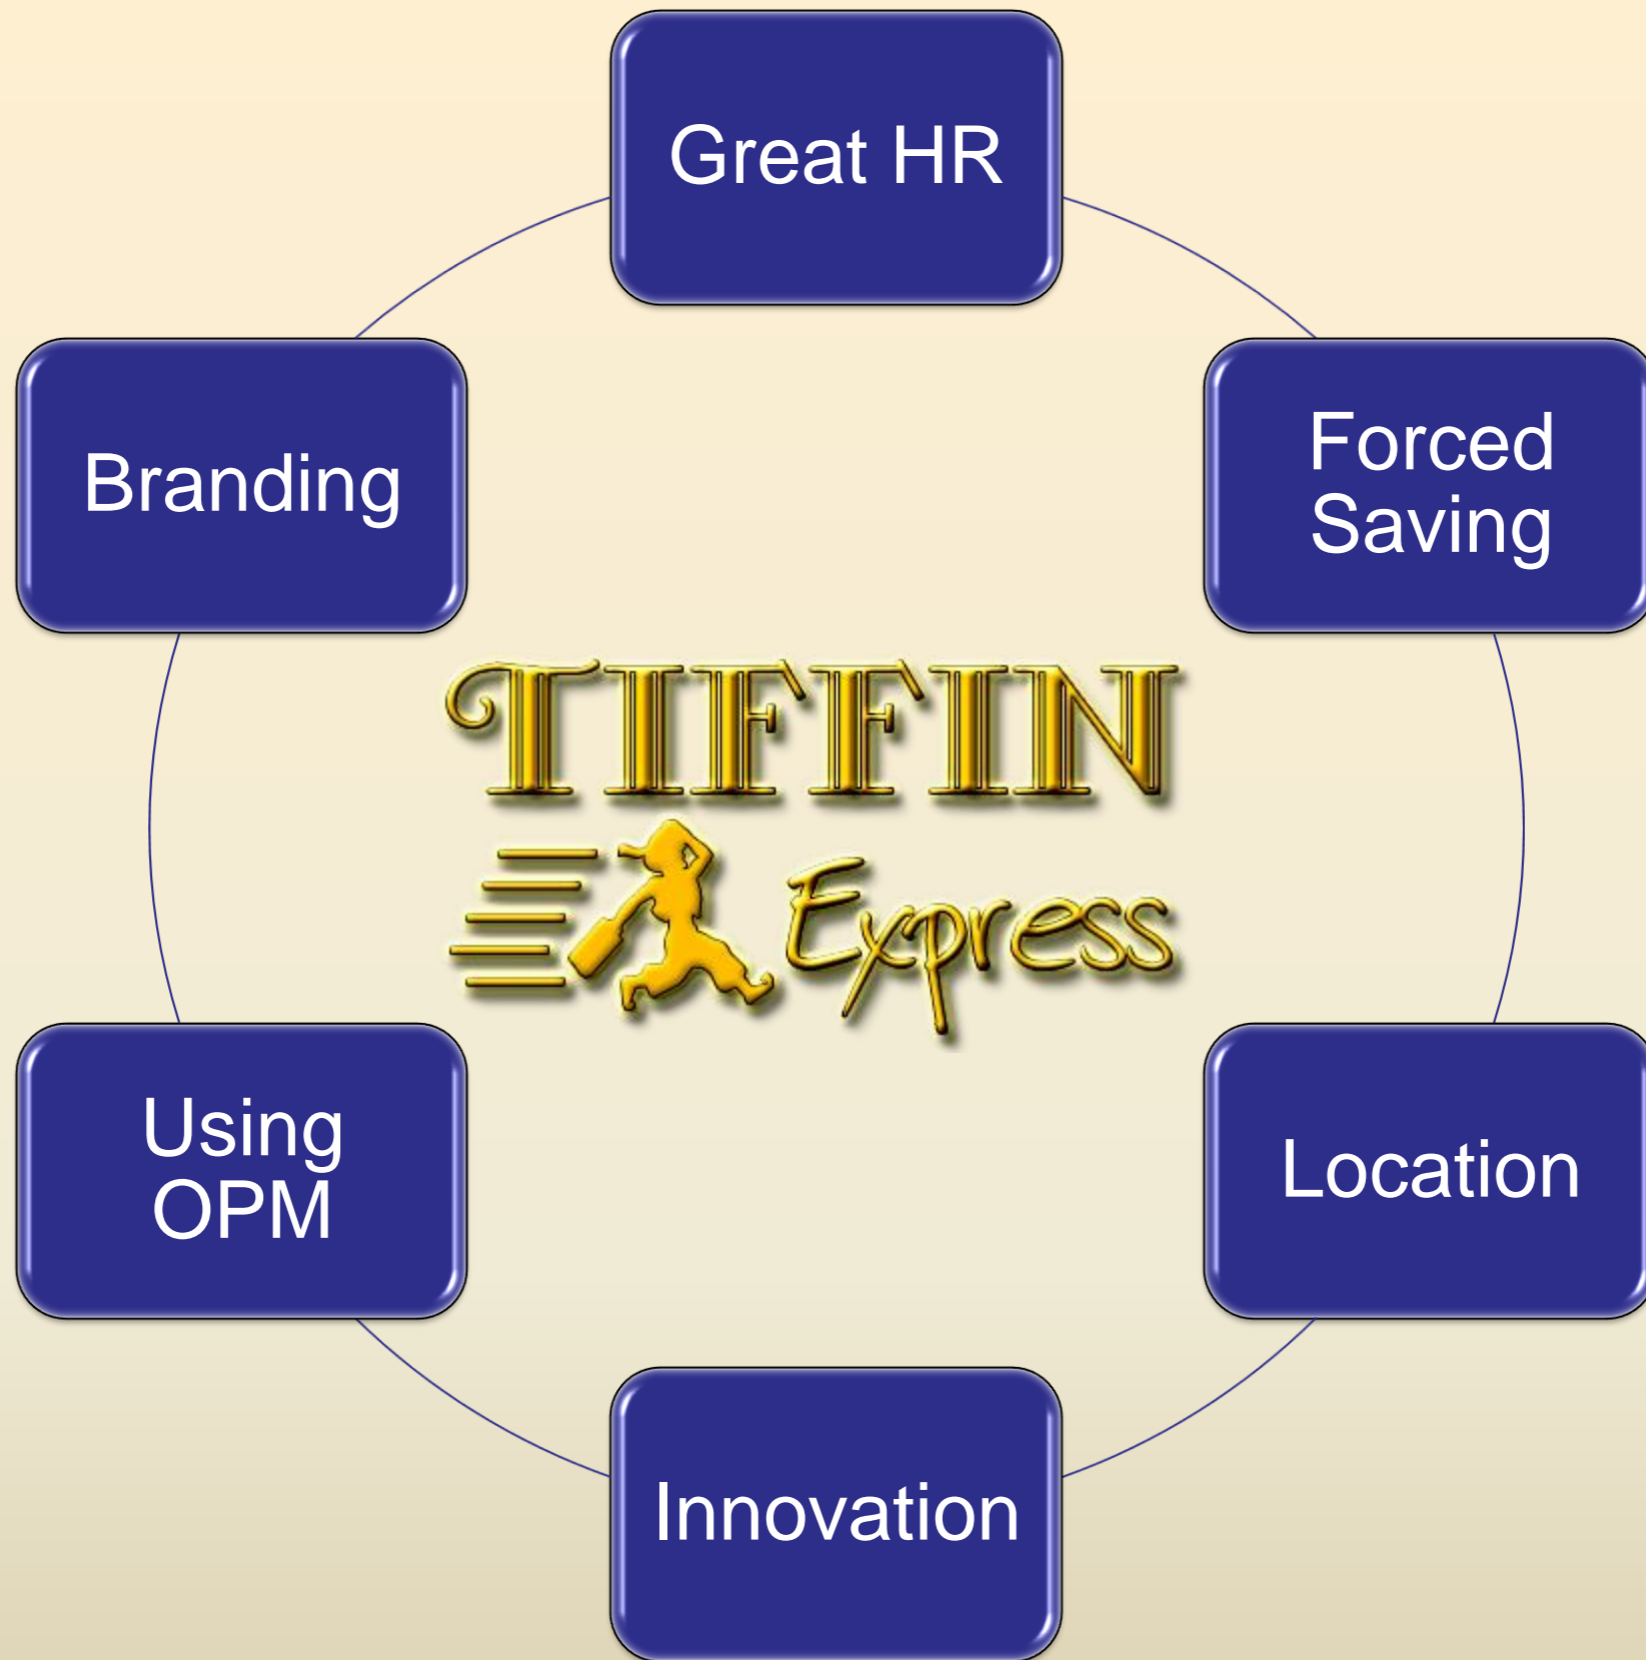 Great HR
Branding
Forced
Saving
TIFFIN
Express
Using
OPM
Location
Innovation